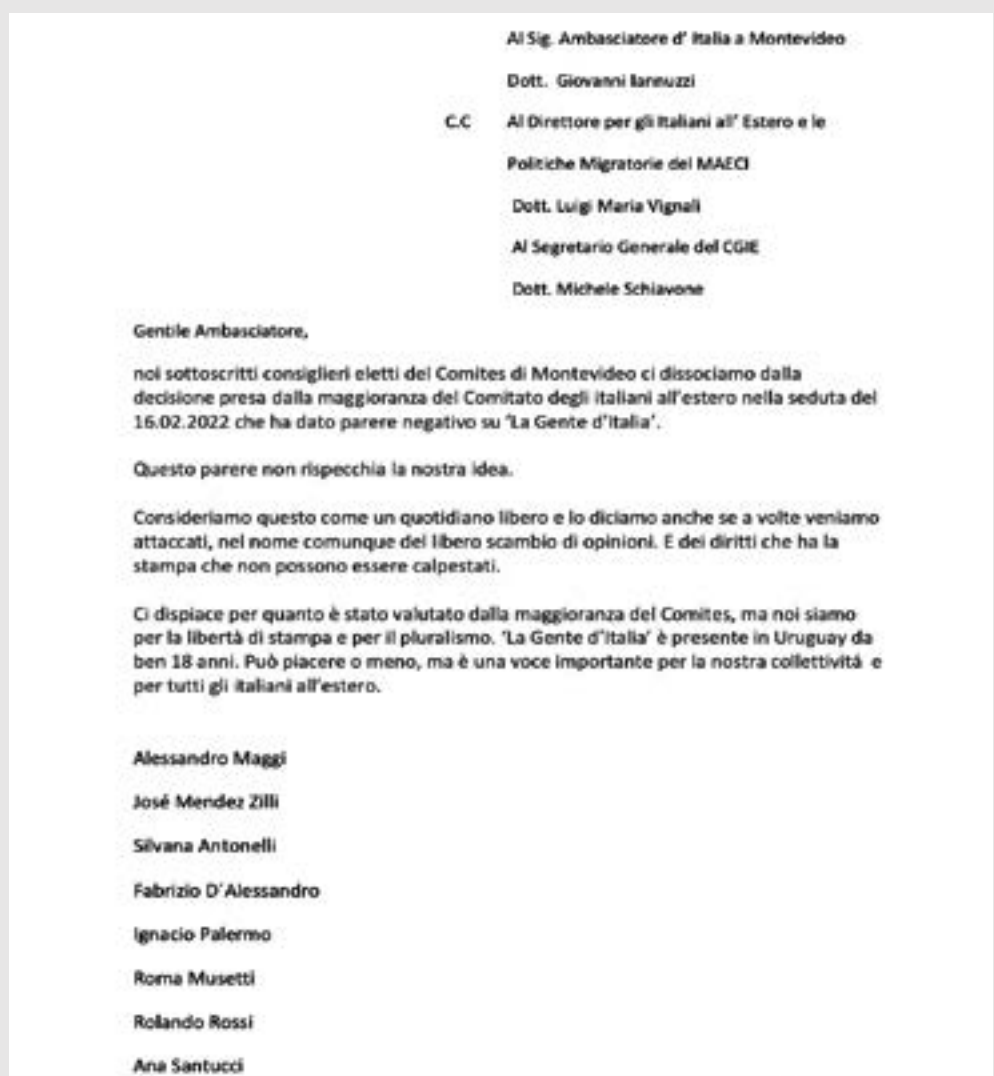 Al Sig. Ambasciatore d' Italia a Montevideo
Dott. Giovanni Iannuzzi
C.C Al Direttore per gli Italiani all' Estero e le
Politiche Migratorie del MAECI
Dott. Luigi Maria Vignali
Al Segretario Generale del CGIE
Dott. Michele Schiavone
Gentile Ambasciatore,
noi sottoscritti consiglieri eletti del Comites di Montevideo ci dissociamo dalla
decisione presa dalla maggioranza del Comitato degli italiani all'estero nella seduta del
16.02.2022 che ha dato parere negativo su 'La Gente d'Italia'.
Questo parere non rispecchia la nostra idea.
Consideriamo questo come un quotidiano libero e lo diciamo anche se a volte veniamo
attaccati, nel nome comunque del libero scambio di opinioni. E dei diritti che ha la
stampa che non possono essere calpestati.
Ci dispiace per quanto è stato valutato dalla maggioranza del Comites, ma noi siamo
per la libertà di stampa e per il pluralismo. 'La Gente d'Italia' è presente in Uruguay da
ben 18 anni. Può piacere o meno, ma è una voce importante per la nostra collettivitá e
per tutti gli italiani all'estero.
Alessandro Maggi
José Mendez Zilli
Silvana Antonelli
Fabrizio D´Alessandro
Ignacio Palermo
Roma Musetti
Rolando Rossi
Ana Santucci